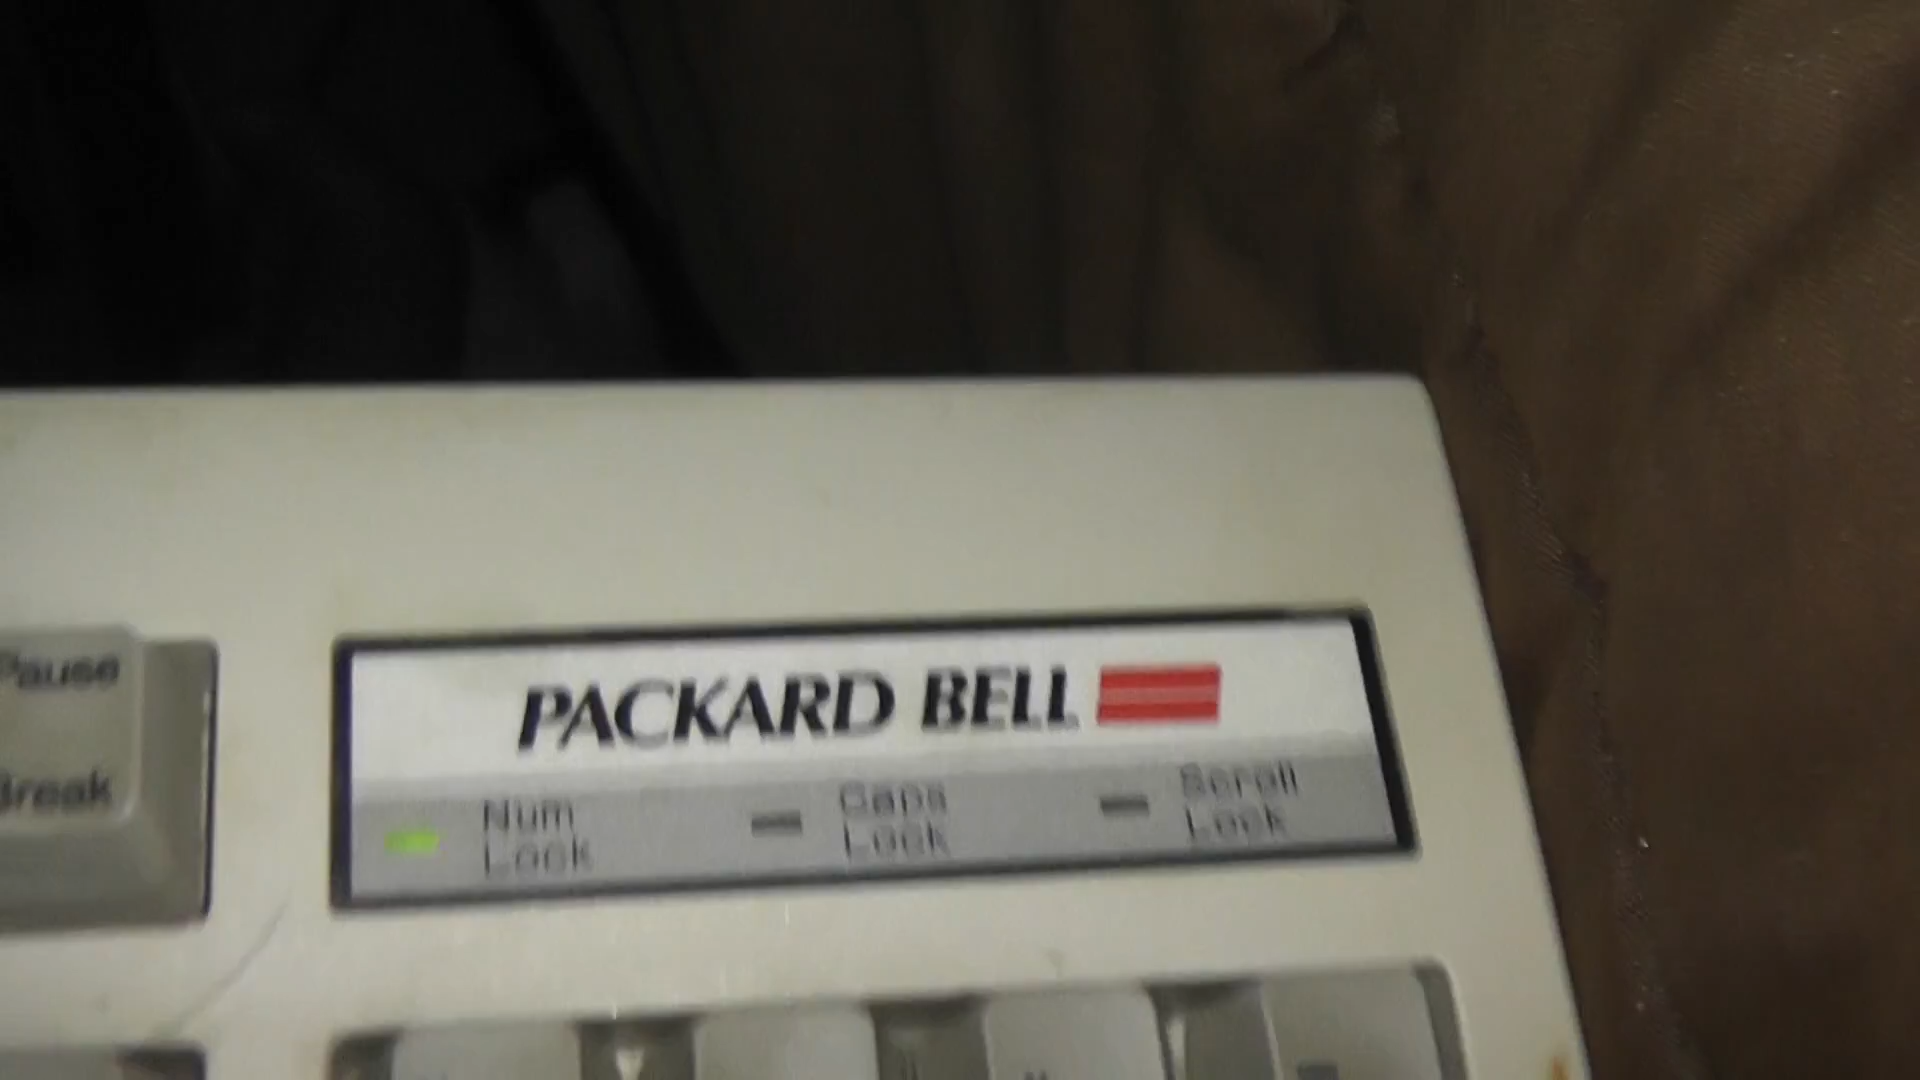 PACKARD BELL
Pause
Break
Num
Lock
Caps
Lock
Scroll
Lock